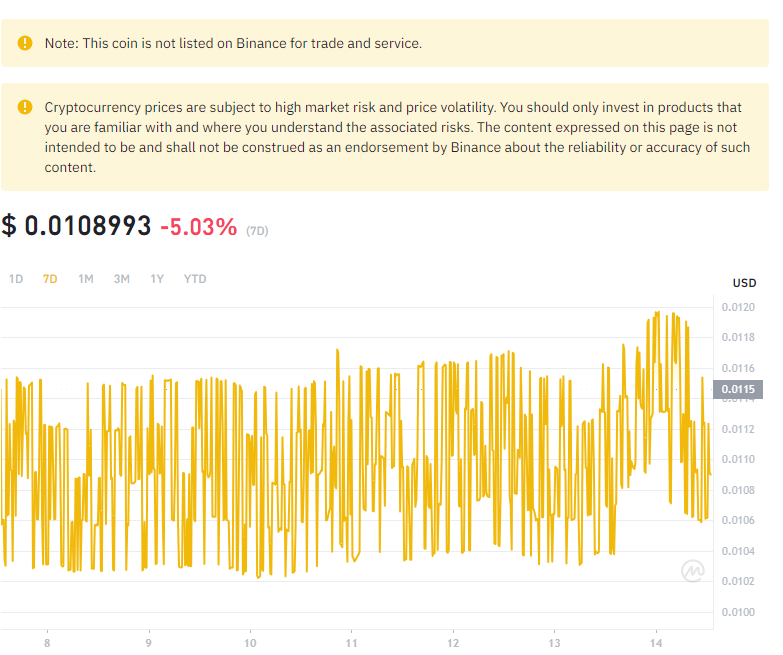 Note: This coin is not listed on Binance for trade and service.
Cryptocurrency prices are subject to high market risk and price volatility. You should only invest in products that
you are familiar with and where you understand the associated risks. The content expressed on this page is not
intended to be and shall not be construed as an endorsement by Binance about the reliability or accuracy of such
content.
$ 0.0108993 -5.03% (7D)
1D 7D 1M 3M 1Y YTD
USD
0.0120
0.0118
0.0116
0.0115
0.0112
0.0110
0.0108
0.0106
0.0104
0.0102
0.0100
8 9 10 11 12 13 14